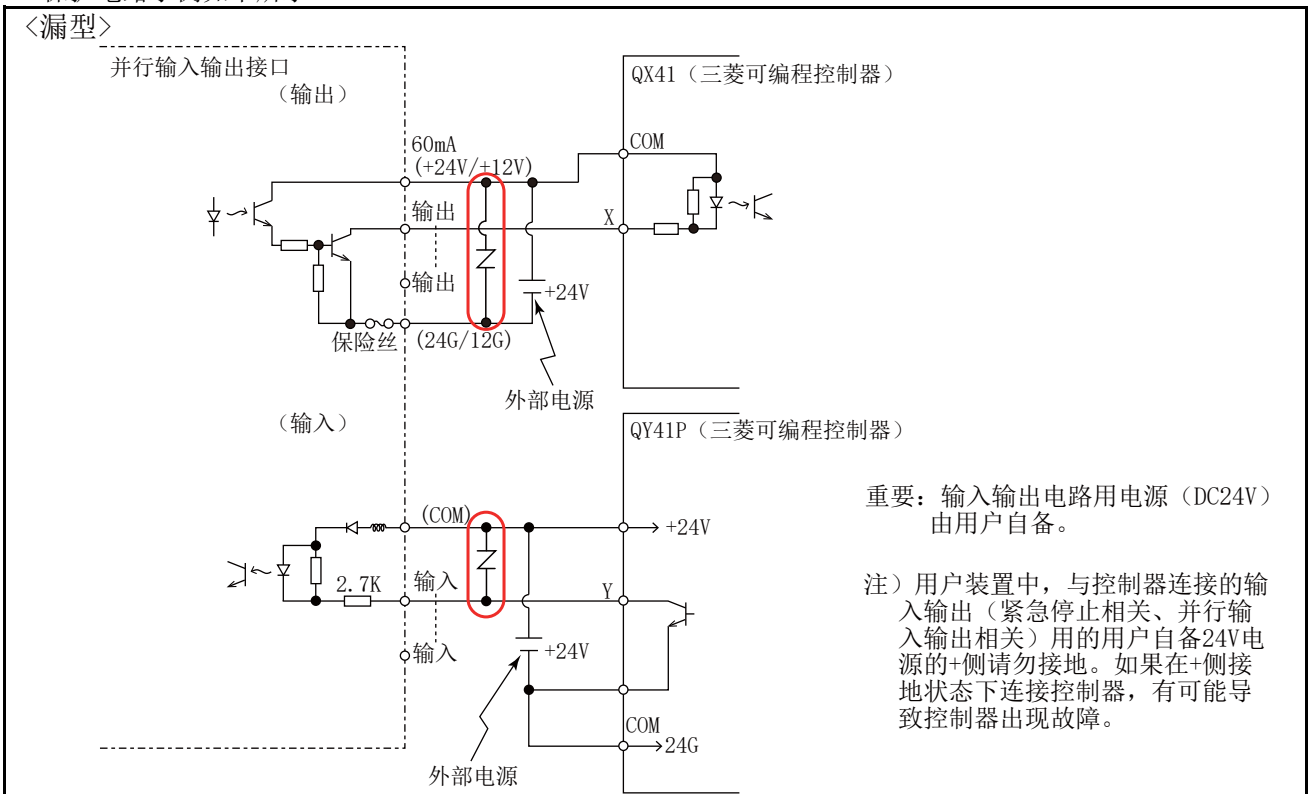 <漏型>
并行输入输出接口
（输出）
QX41（三菱可编程控制器）
60mA
(+24V/+12V)
COM
输出
X
输出
+24V
保险丝
(24G/12G)
外部电源
（输入）
QY41P（三菱可编程控制器）
(COM)
+24V
2.7K
输入
Y
输入
+24V
COM
24G
外部电源
重要：输入输出电路用电源（DC24V）
由用户自备。
注）用户装置中，与控制器连接的输
入输出（紧急停止相关、并行输
入输出相关）用的用户自备24V电
源的+侧请勿接地。如果在+侧接
地状态下连接控制器，有可能导
致控制器出现故障。